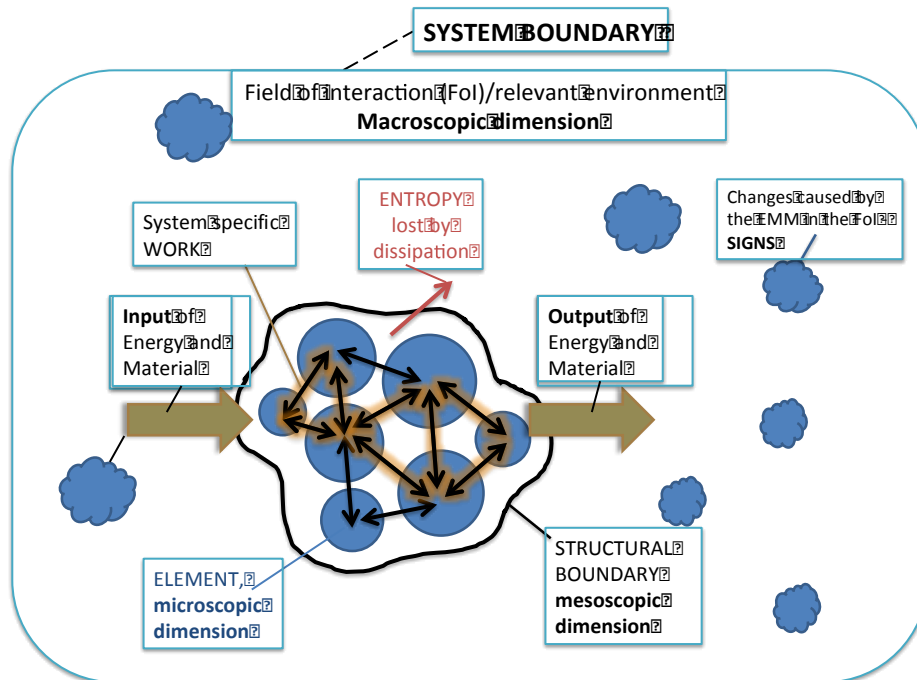 SYSTEM BOUNDARY
Field of interaction (FoI)/relevant environment
Macroscopic dimension
System specific
WORK
ENTROPY
lost by
dissipation
Changes caused by
the EMM in the FoI
SIGNS
Input of
Energy and
Material
Output of
Energy and
Material
ELEMENT,
microscopic
dimension
STRUCTURAL
BOUNDARY
mesoscopic
dimension